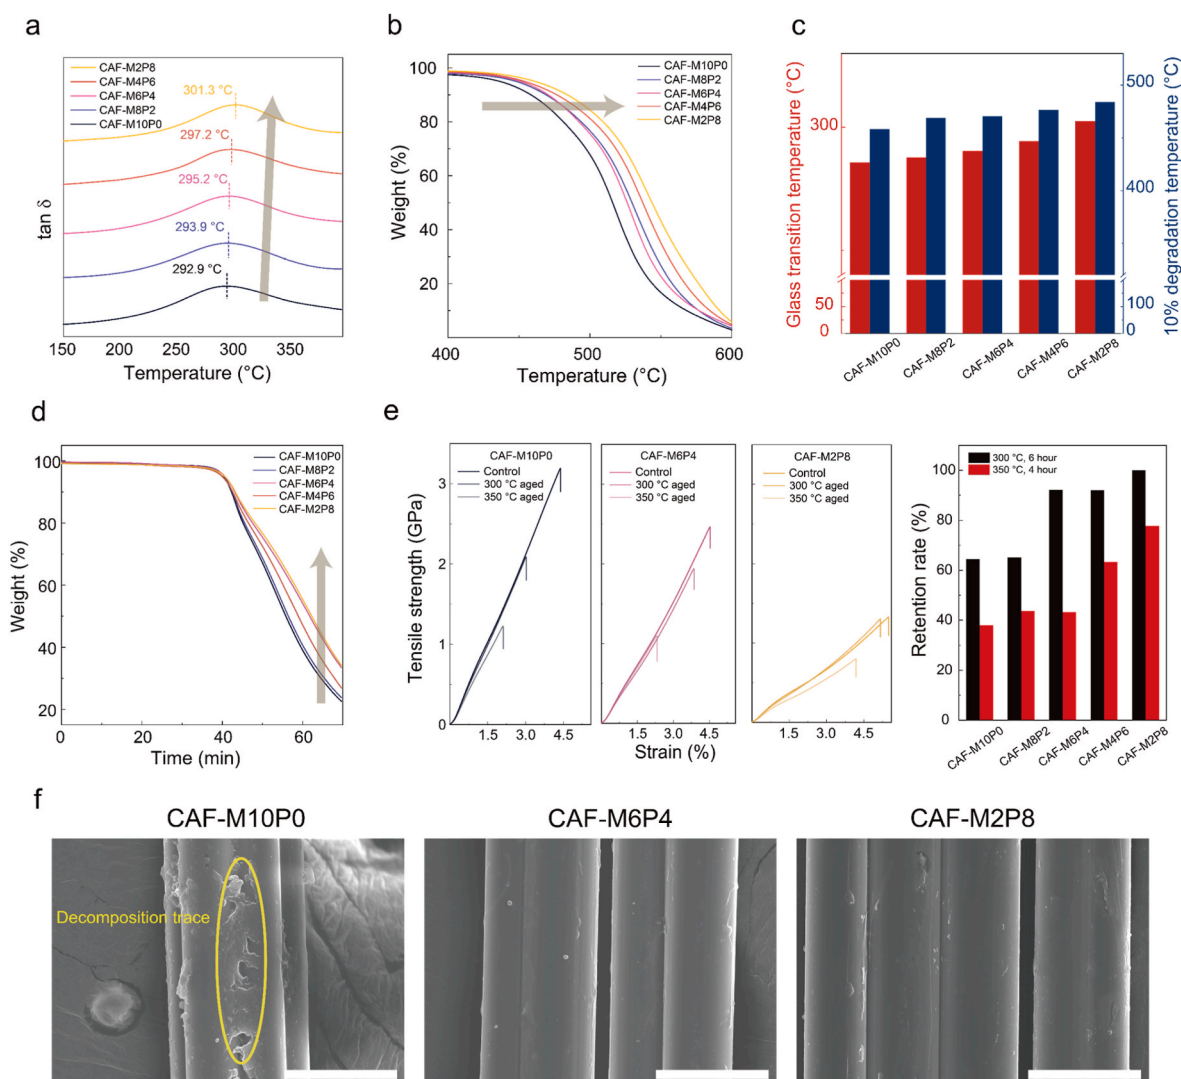 a
CAF-M2P8
CAF-M4P6
CAF-M6P4
CAF-M8P2
CAF-M10P0
301.3 °C
297.2 °C
295.2 °C
293.9 °C
292.9 °C
tan δ
150 200 250 300 350
Temperature (°C)
b
CAF-M10P0
CAF-M8P2
CAF-M6P4
CAF-M4P6
CAF-M2P8
100
80
60
40
20
Weight (%)
400 500 600
Temperature (°C)
c
Glass transition temperature (°C)
300
50
0
10% degradation temperature (°C)
500
400
100
0
CAF-M10P0
CAF-M8P2
CAF-M6P4
CAF-M4P6
CAF-M2P8
d
CAF-M10P0
CAF-M8P2
CAF-M6P4
CAF-M4P6
CAF-M2P8
100
80
60
40
20
Weight (%)
0 20 40 60
Time (min)
e
Tensile strength (GPa)
3
2
1
0
CAF-M10P0
Control
300 °C aged
350 °C aged
1.5 3.0 4.5
CAF-M6P4
Control
300 °C aged
350 °C aged
1.5 3.0 4.5
CAF-M2P8
Control
300 °C aged
350 °C aged
1.5 3.0 4.5
Strain (%)
Retention rate (%)
100
80
60
40
20
0
300 °C, 6 hour
350 °C, 4 hour
CAF-M10P0
CAF-M8P2
CAF-M6P4
CAF-M4P6
CAF-M2P8
f
CAF-M10P0
CAF-M6P4
CAF-M2P8
Decomposition trace